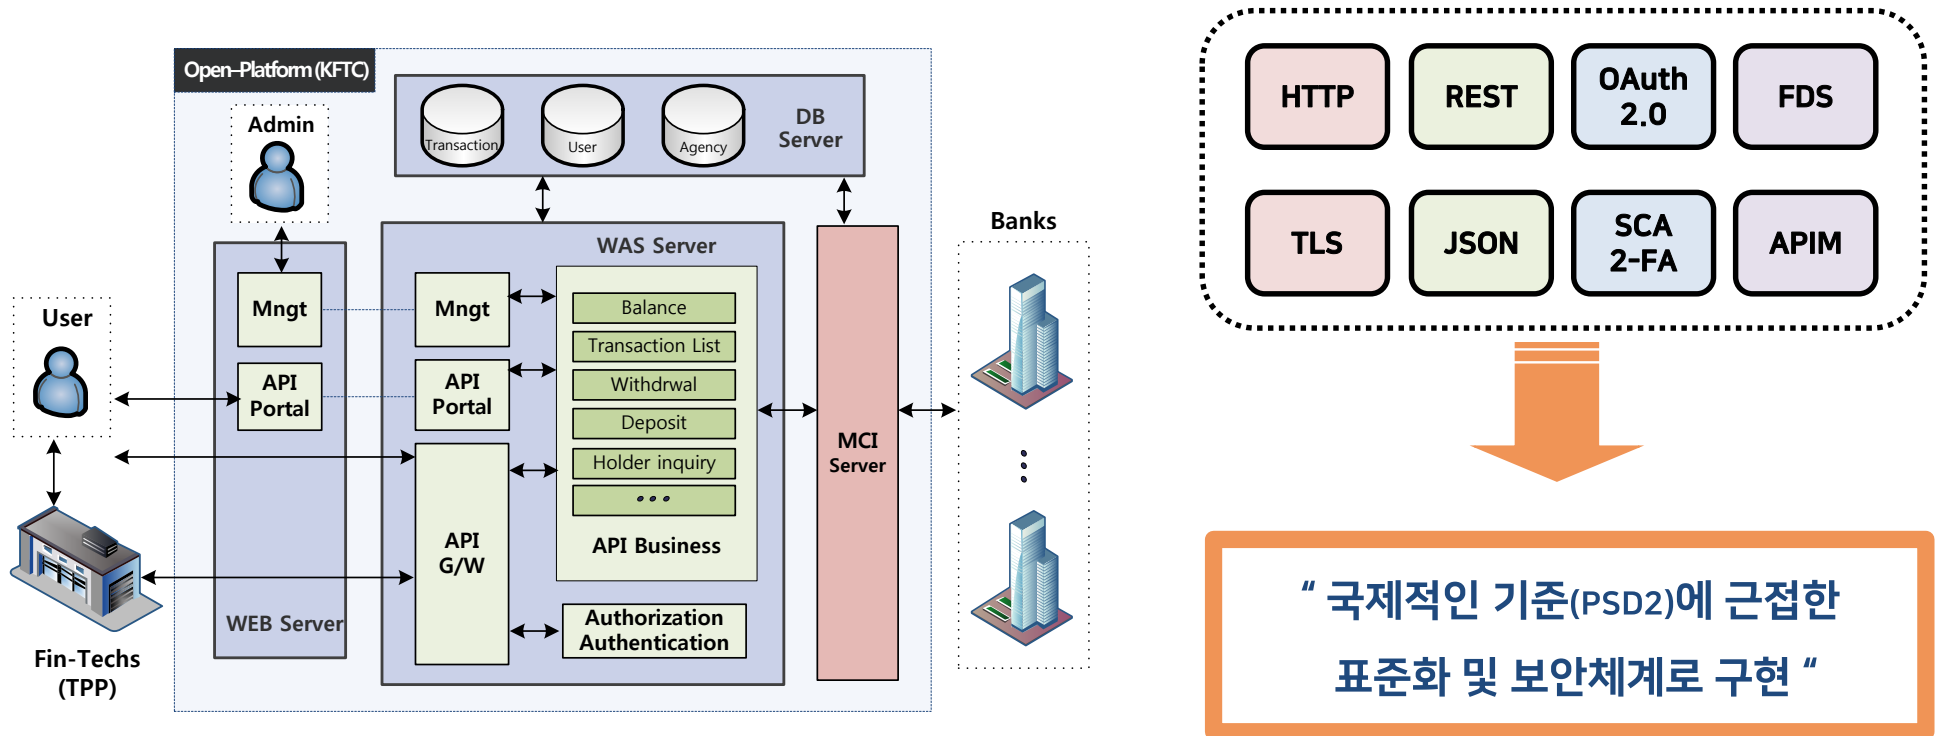 Open–Platform (KFTC)
Admin
Transaction
User
Agency
DB
Server
WAS Server
Mngt
API
Portal
WEB Server
User
Fin-Techs
(TPP)
Mngt
API
Portal
API
G/W
Balance
Transaction List
Withdrwal
Deposit
Holder inquiry
•••
API Business
Authorization
Authentication
MCI
Server
Banks
HTTP
REST
OAuth
2.0
FDS
TLS
JSON
SCA
2-FA
APIM
“ 국제적인 기준(PSD2)에 근접한
표준화 및 보안체계로 구현 “